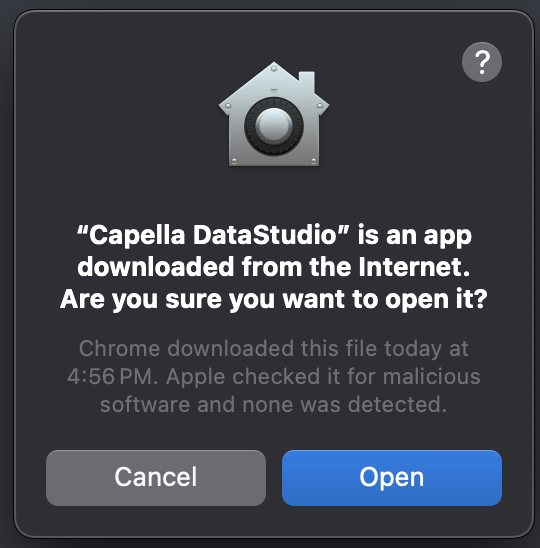 ?
“Capella DataStudio” is an app
downloaded from the Internet.
Are you sure you want to open it?
Chrome downloaded this file today at
4:56 PM. Apple checked it for malicious
software and none was detected.
Cancel
Open